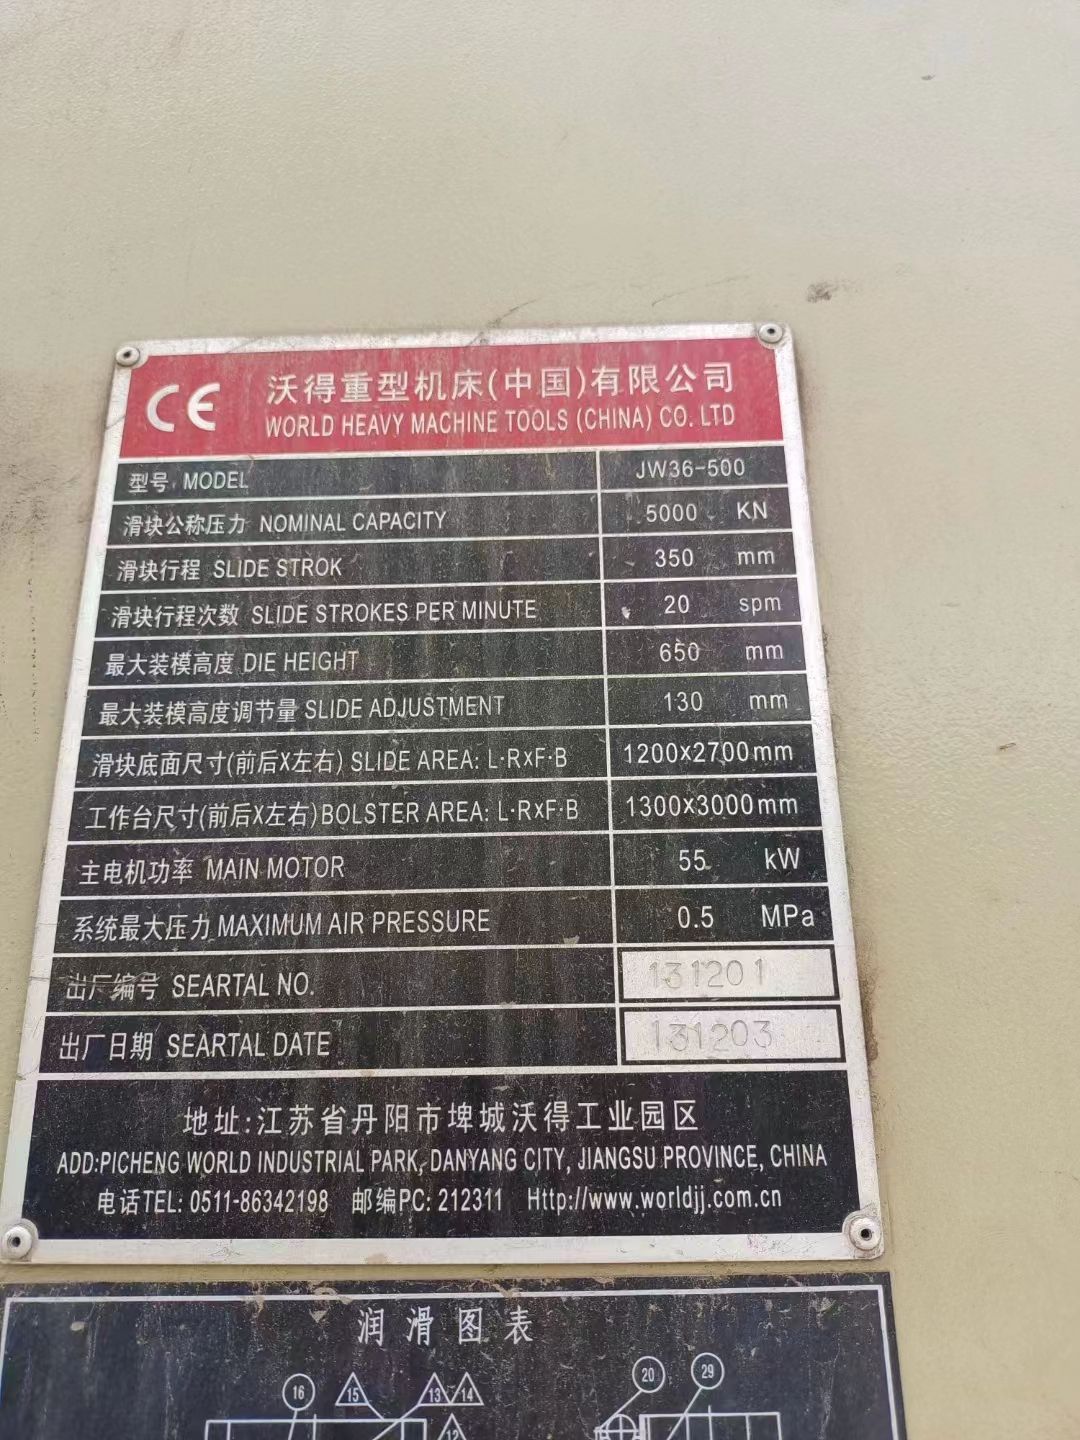 CE
沃得重型机床(中国)有限公司
WORLD HEAVY MACHINE TOOLS (CHINA) CO. LTD
型号 MODEL JW36-500
滑块公称压力 NOMINAL CAPACITY 5000 KN
滑块行程 SLIDE STROK 350 mm
滑块行程次数 SLIDE STROKES PER MINUTE 20 spm
最大装模高度 DIE HEIGHT 650 mm
最大装模高度调节量 SLIDE ADJUSTMENT 130 mm
滑块底面尺寸(前后X左右) SLIDE AREA: L·RxF·B 1200x2700mm
工作台尺寸(前后X左右) BOLSTER AREA: L·RxF·B 1300x3000mm
主电机功率 MAIN MOTOR 55 kW
系统最大压力 MAXIMUM AIR PRESSURE 0.5 MPa
出厂编号 SEARTAL NO. 131201
出厂日期 SEARTAL DATE 131203
地址:江苏省丹阳市埤城沃得工业园区
ADD:PICHENG WORLD INDUSTRIAL PARK, DANYANG CITY, JIANGSU PROVINCE, CHINA
电话TEL: 0511-86342198 邮编PC: 212311 Http://www.worldjj.com.cn
润滑图表
16 15 13 14 20 29
12